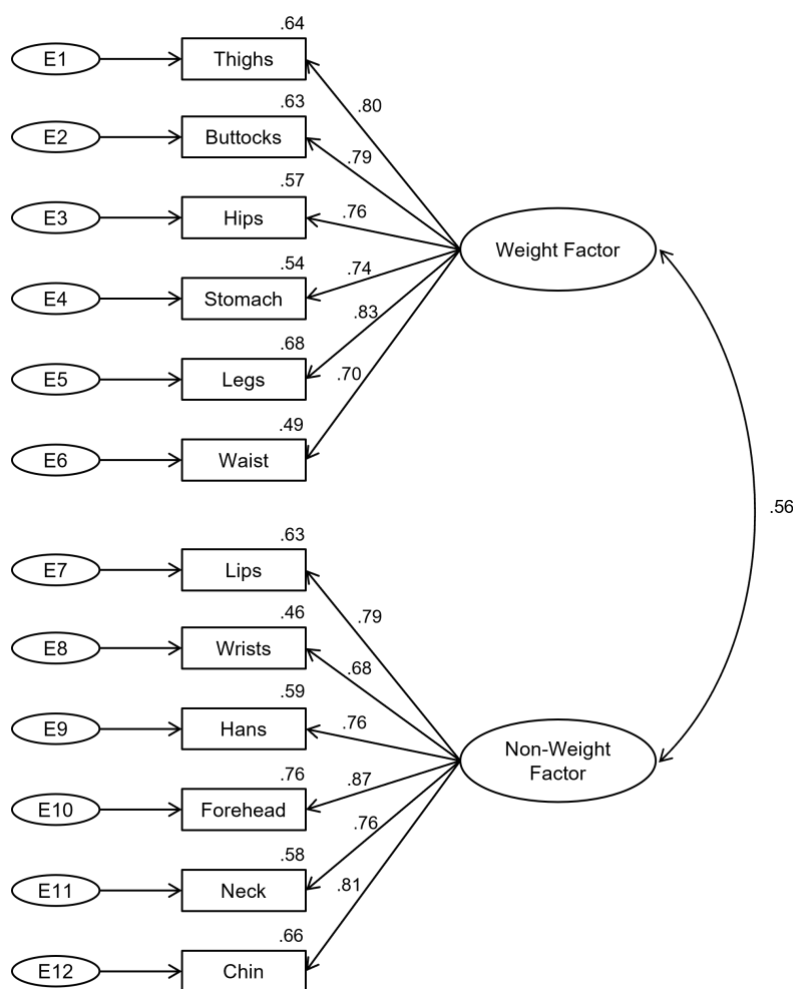 .64
E1 Thighs
.80
.63
E2 Buttocks
.79
.57
E3 Hips
.76
Weight Factor
.54
E4 Stomach
.74
.83
.68
E5 Legs
.70
.49
E6 Waist
.56
.63
E7 Lips
.79
.46
E8 Wrists
.68
.59
E9 Hans
.76
Non-Weight
Factor
.76
E10 Forehead
.87
.76
.58
E11 Neck
.81
.66
E12 Chin